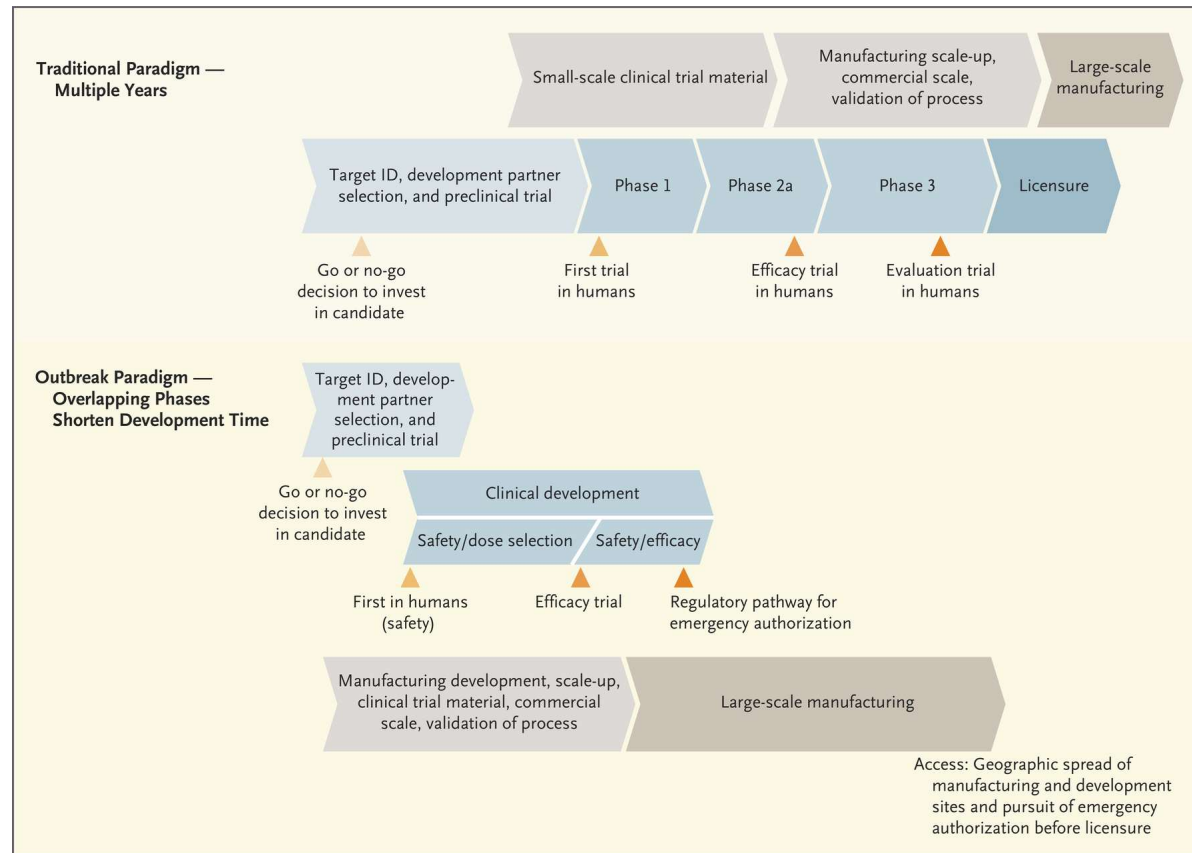 Traditional Paradigm —
Multiple Years
Small-scale clinical trial material
Manufacturing scale-up,
commercial scale,
validation of process
Large-scale
manufacturing
Target ID, development partner
selection, and preclinical trial
Phase 1
Phase 2a
Phase 3
Licensure
Go or no-go
decision to invest
in candidate
First trial
in humans
Efficacy trial
in humans
Evaluation trial
in humans
Outbreak Paradigm —
Overlapping Phases
Shorten Development Time
Target ID, develop-
ment partner
selection, and
preclinical trial
Go or no-go
decision to invest
in candidate
Clinical development
Safety/dose selection
Safety/efficacy
First in humans
(safety)
Efficacy trial
Regulatory pathway for
emergency authorization
Manufacturing development, scale-up,
clinical trial material, commercial
scale, validation of process
Large-scale manufacturing
Access: Geographic spread of
manufacturing and development
sites and pursuit of emergency
authorization before licensure